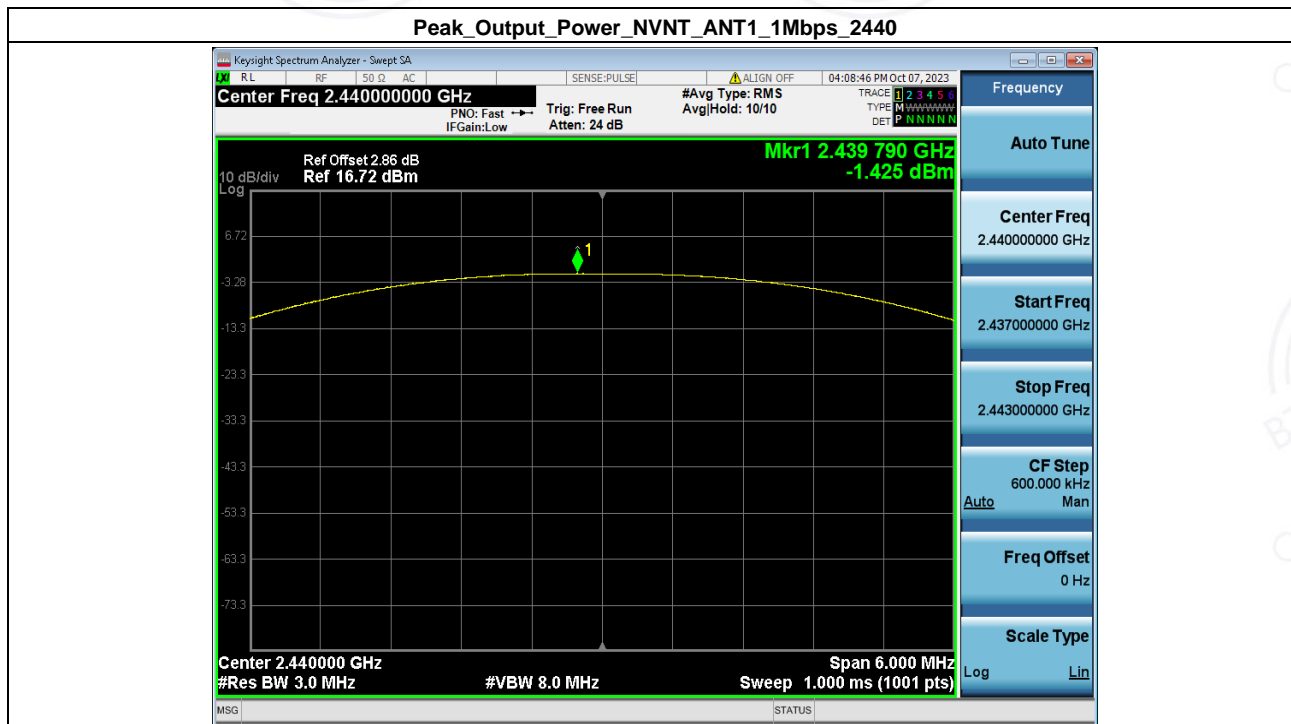 Peak_Output_Power_NVNT_ANT1_1Mbps_2440
Keysight Spectrum Analyzer - Swept SA
LXI RL RF 50 Ω AC SENSE:PULSE ALIGN OFF 04:08:46 PM Oct 07, 2023
Center Freq 2.440000000 GHz
PNO: Fast
IFGain:Low
Trig: Free Run
Atten: 24 dB
#Avg Type: RMS
Avg|Hold: 10/10
TRACE 1 2 3 4 5 6
TYPE M WWWWW
DET P N N N N N
Mkr1 2.439 790 GHz
-1.425 dBm
Ref Offset 2.86 dB
10 dB/div Ref 16.72 dBm
Log
6.72
1
-3.28
-13.3
-23.3
-33.3
-43.3
-53.3
-63.3
-73.3
Center 2.440000 GHz Span 6.000 MHz
#Res BW 3.0 MHz #VBW 8.0 MHz Sweep 1.000 ms (1001 pts)
MSG STATUS
Frequency
Auto Tune
Center Freq
2.440000000 GHz
Start Freq
2.437000000 GHz
Stop Freq
2.443000000 GHz
CF Step
600.000 kHz
Auto Man
Freq Offset
0 Hz
Scale Type
Log Lin